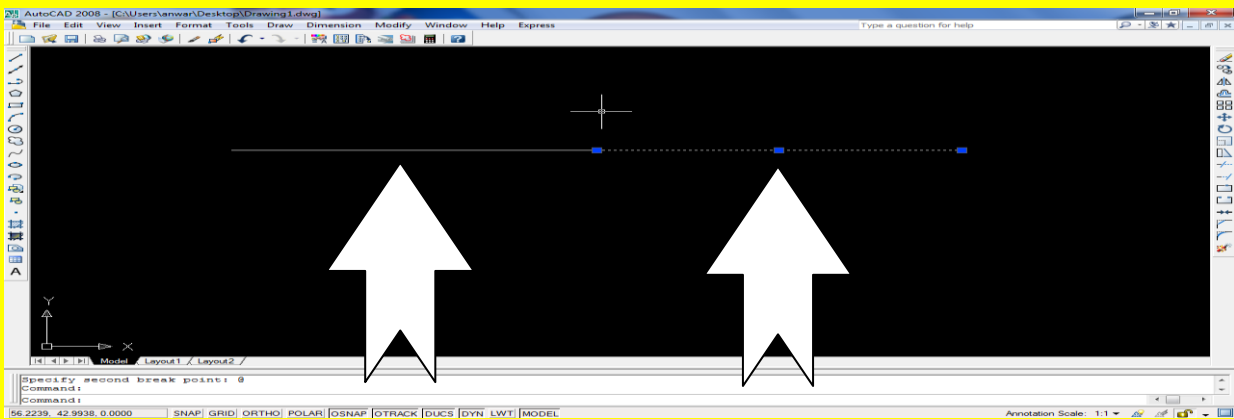 AutoCAD 2008 - [C:\Users\anwar\Desktop\Drawing1.dwg]
File Edit View Insert Format Tools Draw Dimension Modify Window Help Express Type a question for help
A
Y
X
Model Layout1 Layout2
Specify second break point: @
Command:
Command:
56.2239, 42.9938, 0.0000 SNAP GRID ORTHO POLAR OSNAP OTRACK DUCS DYN LWT MODEL Annotation Scale: 1:1